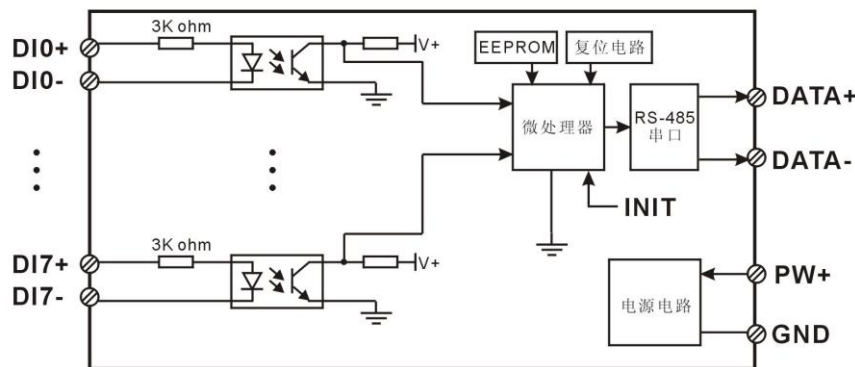 DI0+
3K ohm
V+
DI0-
EEPROM
复位电路
微处理器
RS-485
串口
DATA+
DATA-
INIT
DI7+
3K ohm
V+
DI7-
电源电路
PW+
GND